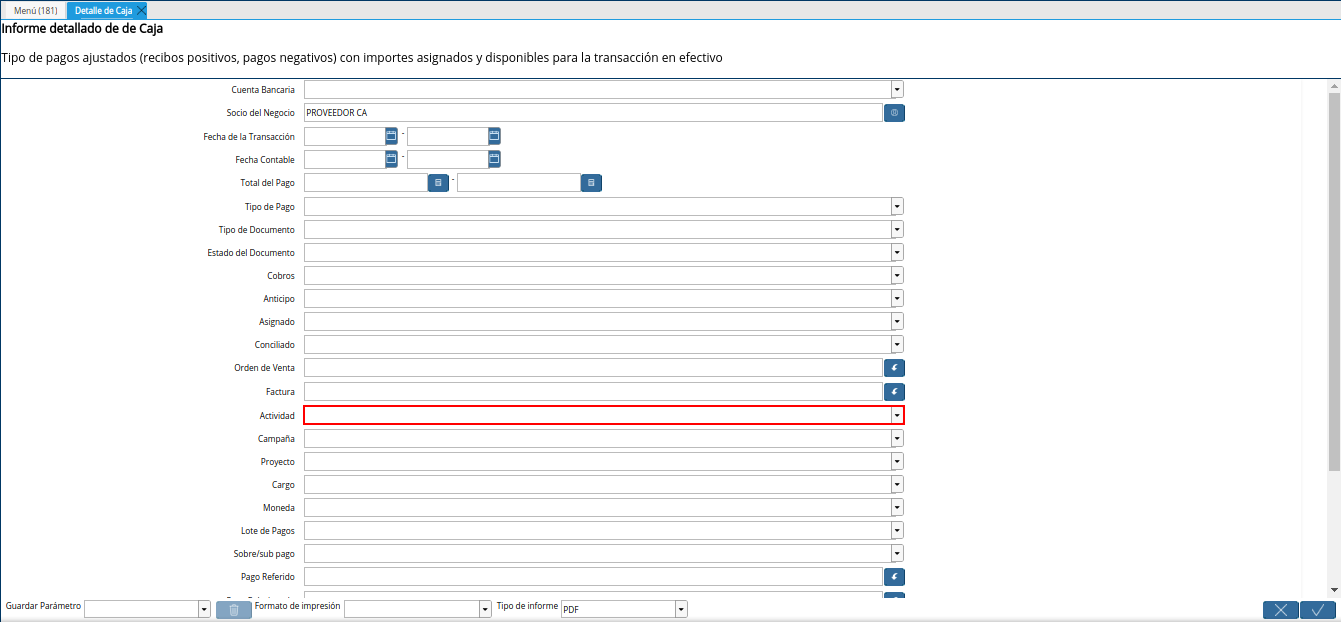 Menú (181) Detalle de Caja
Informe detallado de de Caja
Tipo de pagos ajustados (recibos positivos, pagos negativos) con importes asignados y disponibles para la transacción en efectivo
Cuenta Bancaria
Socio del Negocio PROVEEDOR CA
Fecha de la Transacción -
Fecha Contable -
Total del Pago -
Tipo de Pago
Tipo de Documento
Estado del Documento
Cobros
Anticipo
Asignado
Conciliado
Orden de Venta
Factura
Actividad
Campaña
Proyecto
Cargo
Moneda
Lote de Pagos
Sobre/sub pago
Pago Referido
Guardar Parámetro Formato de impresión Tipo de informe PDF